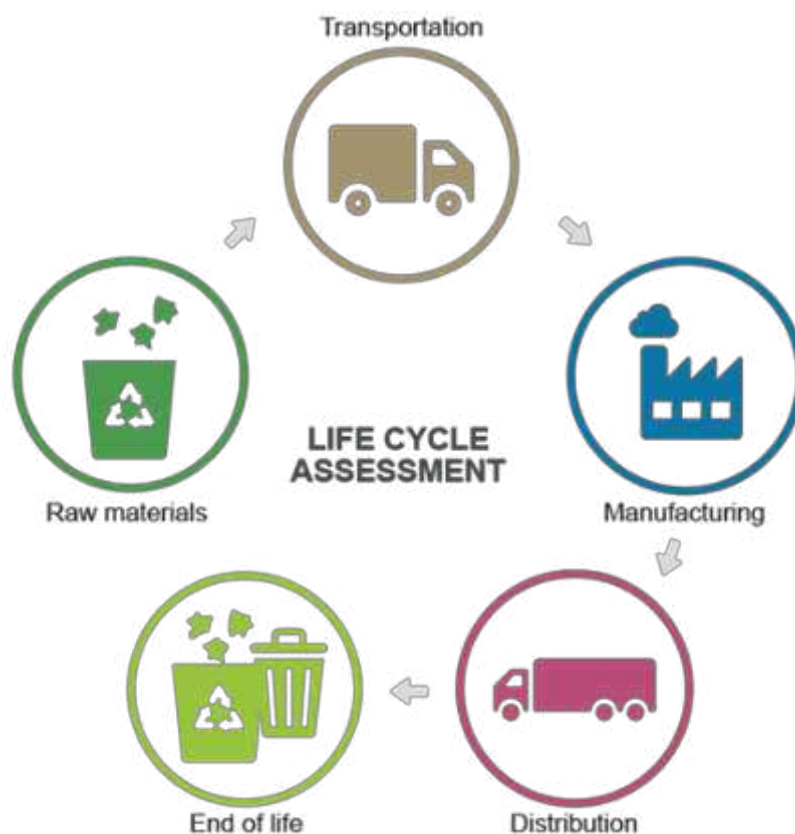 Transportation
Raw materials
LIFE CYCLE
ASSESSMENT
Manufacturing
End of life
Distribution